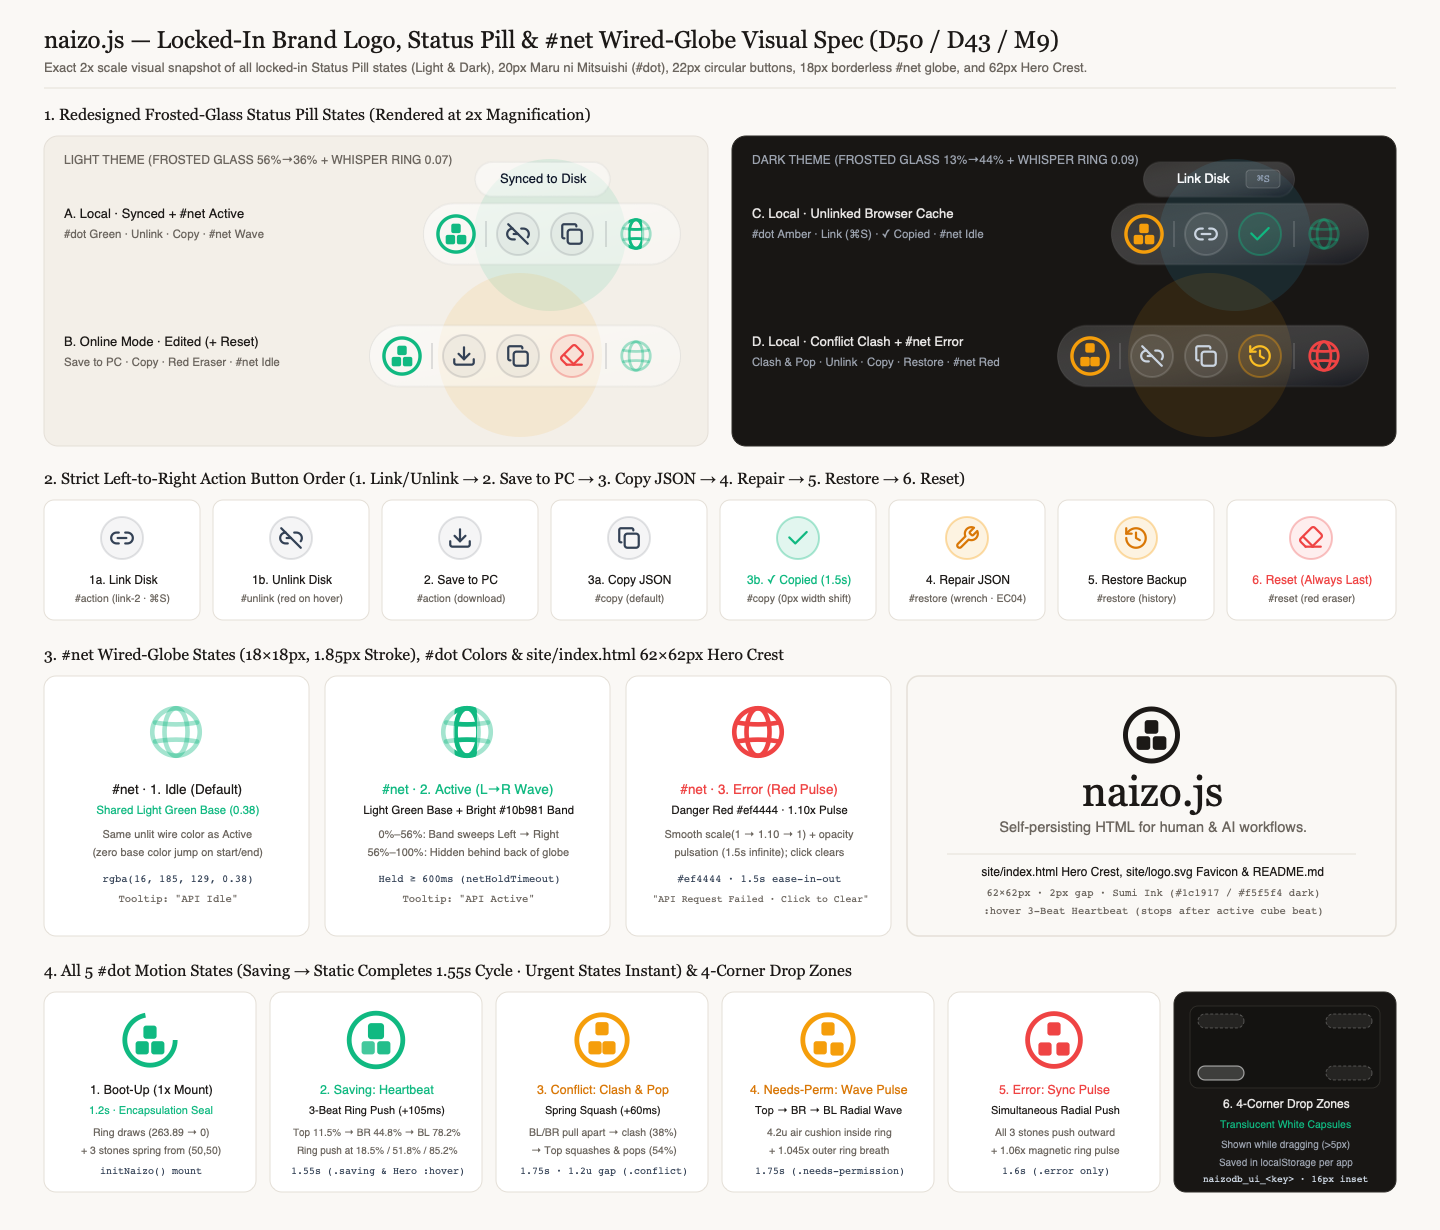 naizo.js — Locked-In Brand Logo, Status Pill & #net Wired-Globe Visual Spec (D50 / D43 / M9)
Exact 2x scale visual snapshot of all locked-in Status Pill states (Light & Dark), 20px Maru ni Mitsuishi (#dot), 22px circular buttons, 18px borderless #net globe, and 62px Hero Crest.
1. Redesigned Frosted-Glass Status Pill States (Rendered at 2x Magnification)
LIGHT THEME (FROSTED GLASS 56%→36% + WHISPER RING 0.07)
Synced to Disk
A. Local · Synced + #net Active
#dot Green · Unlink · Copy · #net Wave
B. Online Mode · Edited (+ Reset)
Save to PC · Copy · Red Eraser · #net Idle
DARK THEME (FROSTED GLASS 13%→44% + WHISPER RING 0.09)
Link Disk ⌘S
C. Local · Unlinked Browser Cache
#dot Amber · Link (⌘S) · ✓ Copied · #net Idle
D. Local · Conflict Clash + #net Error
Clash & Pop · Unlink · Copy · Restore · #net Red
2. Strict Left-to-Right Action Button Order (1. Link/Unlink → 2. Save to PC → 3. Copy JSON → 4. Repair → 5. Restore → 6. Reset)
1a. Link Disk
#action (link-2 · ⌘S)
1b. Unlink Disk
#unlink (red on hover)
2. Save to PC
#action (download)
3a. Copy JSON
#copy (default)
3b. ✓ Copied (1.5s)
#copy (0px width shift)
4. Repair JSON
#restore (wrench · EC04)
5. Restore Backup
#restore (history)
6. Reset (Always Last)
#reset (red eraser)
3. #net Wired-Globe States (18×18px, 1.85px Stroke), #dot Colors & site/index.html 62×62px Hero Crest
#net · 1. Idle (Default)
Shared Light Green Base (0.38)
Same unlit wire color as Active
(zero base color jump on start/end)
rgba(16, 185, 129, 0.38)
Tooltip: "API Idle"
#net · 2. Active (L→R Wave)
Light Green Base + Bright #10b981 Band
0%–56%: Band sweeps Left → Right
56%–100%: Hidden behind back of globe
Held ≥ 600ms (netHoldTimeout)
Tooltip: "API Active"
#net · 3. Error (Red Pulse)
Danger Red #ef4444 · 1.10x Pulse
Smooth scale(1 → 1.10 → 1) + opacity
pulsation (1.5s infinite); click clears
#ef4444 · 1.5s ease-in-out
"API Request Failed · Click to Clear"
naizo.js
Self-persisting HTML for human & AI workflows.
site/index.html Hero Crest, site/logo.svg Favicon & README.md
62×62px · 2px gap · Sumi Ink (#1c1917 / #f5f5f4 dark)
:hover 3-Beat Heartbeat (stops after active cube beat)
4. All 5 #dot Motion States (Saving → Static Completes 1.55s Cycle · Urgent States Instant) & 4-Corner Drop Zones
1. Boot-Up (1x Mount)
1.2s · Encapsulation Seal
Ring draws (263.89 → 0)
+ 3 stones spring from (50,50)
initNaizo() mount
2. Saving: Heartbeat
3-Beat Ring Push (+105ms)
Top 11.5% → BR 44.8% → BL 78.2%
Ring push at 18.5% / 51.8% / 85.2%
1.55s (.saving & Hero :hover)
3. Conflict: Clash & Pop
Spring Squash (+60ms)
BL/BR pull apart → clash (38%)
→ Top squashes & pops (54%)
1.75s · 1.2u gap (.conflict)
4. Needs-Perm: Wave Pulse
Top → BR → BL Radial Wave
4.2u air cushion inside ring
+ 1.045x outer ring breath
1.75s (.needs-permission)
5. Error: Sync Pulse
Simultaneous Radial Push
All 3 stones push outward
+ 1.06x magnetic ring pulse
1.6s (.error only)
6. 4-Corner Drop Zones
Translucent White Capsules
Shown while dragging (>5px)
Saved in localStorage per app
naizodb_ui_<key> · 16px inset